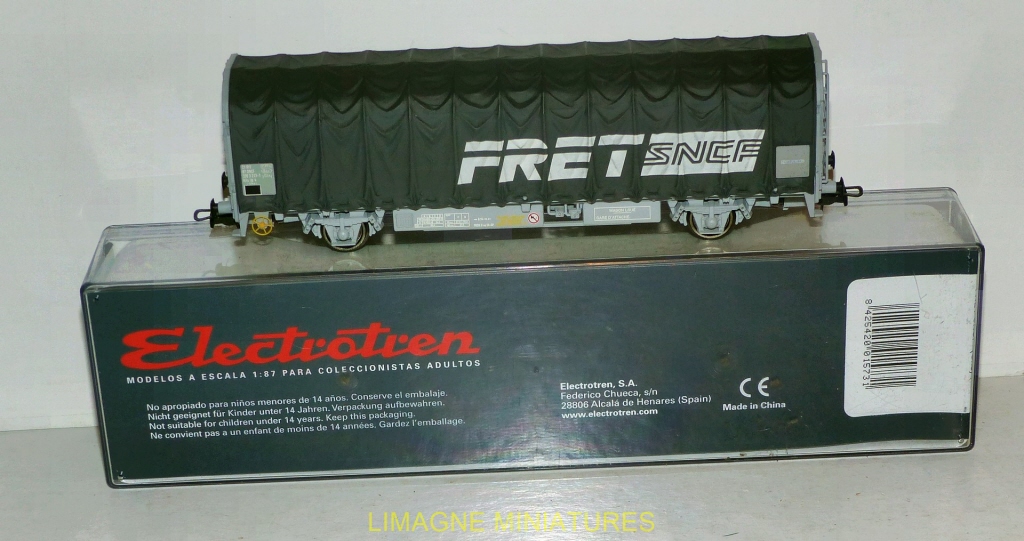 FRET SNCF
Electrotren
MODELOS A ESCALA 1:87 PARA COLECCIONISTAS ADULTOS
No apropiado para niños menores de 14 años. Conserve el embalaje.
Nicht geeignet für Kinder unter 14 Jahren. Verpackung aufbewahren.
Not suitable for children under 14 years. Keep this packaging.
Ne convient pas a un enfant de moins de 14 années. Gardez l'emballage.
Electrotren, S.A.
Federico Chueca, s/n
28806 Alcalá de Henares (Spain)
www.electrotren.com
CE
Made in China
8 425420 015731
LIMAGNE MINIATURES